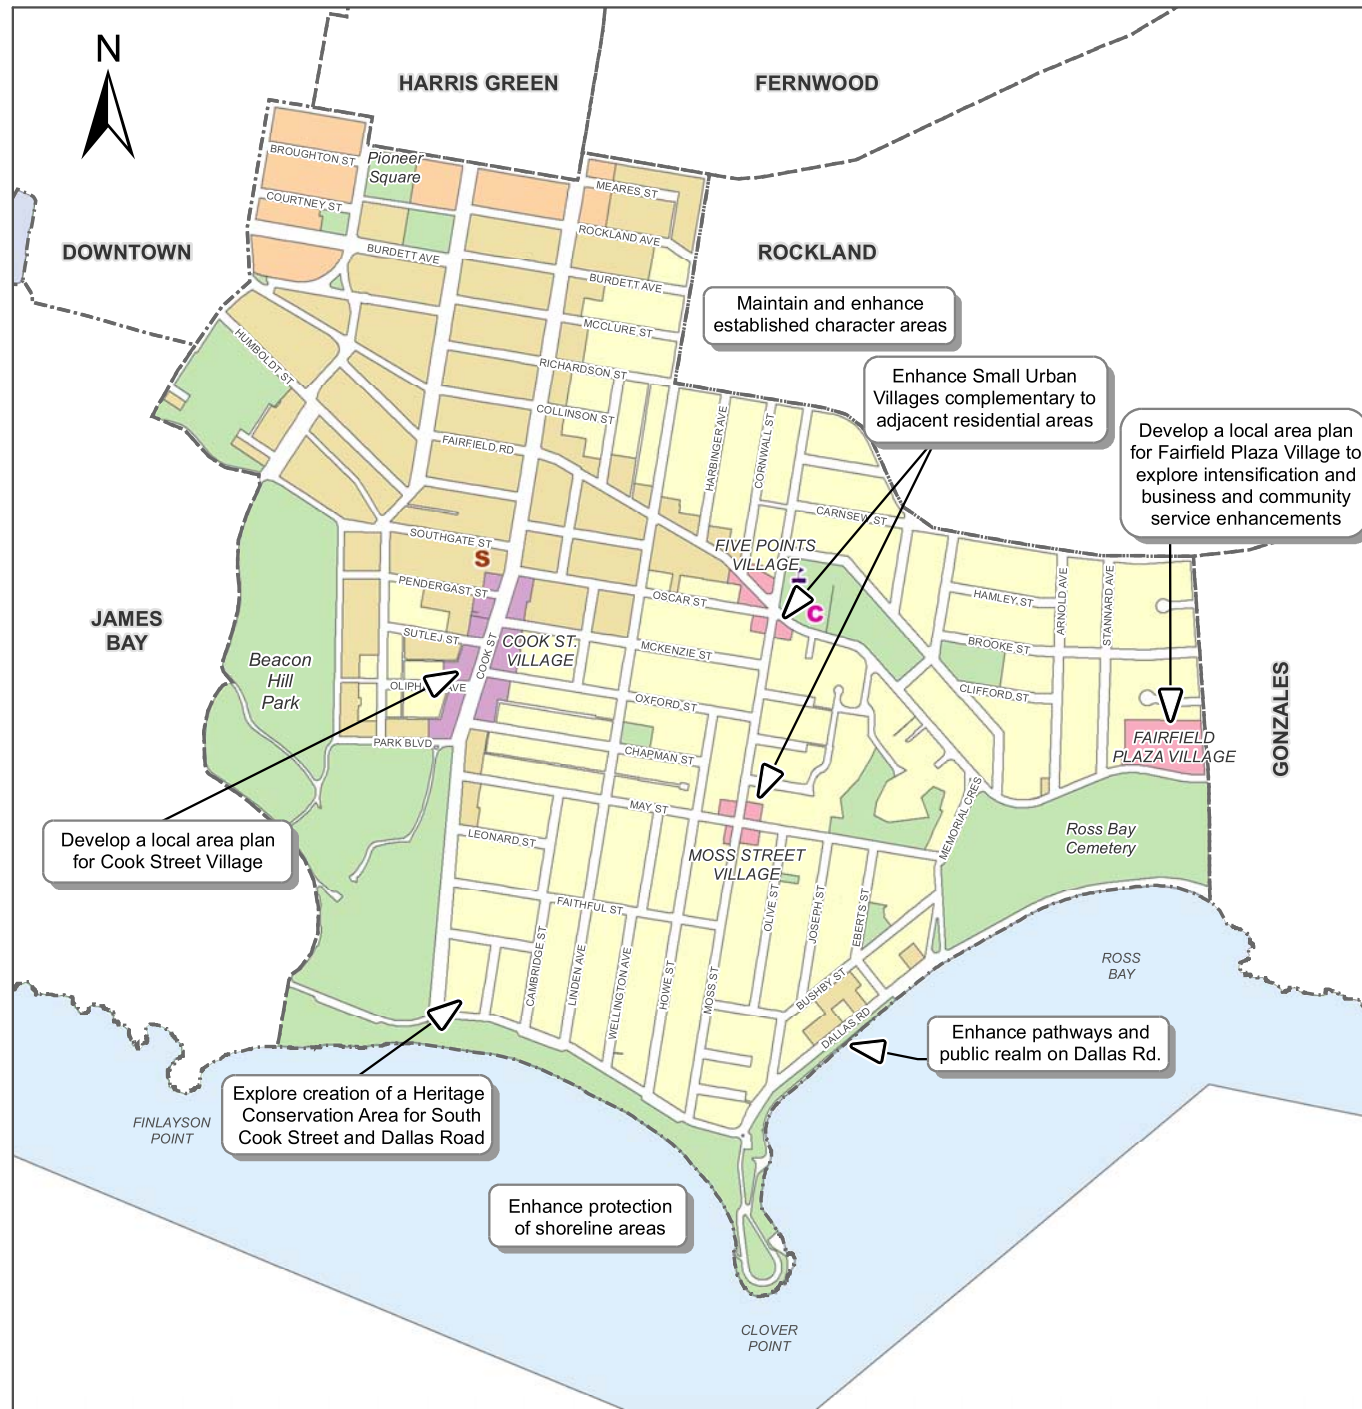 N
HARRIS GREEN
FERNWOOD
BROUGHTON ST
Pioneer
Square
MEARES ST
COURTNEY ST
ROCKLAND AVE
DOWNTOWN
BURDETT AVE
ROCKLAND
BURDETT AVE
Maintain and enhance
established character areas
MCCLURE ST
HUMBOLDT ST
RICHARDSON ST
Enhance Small Urban
Villages complementary to
adjacent residential areas
COLLINSON ST
HARBINGER AVE
CORNWALL ST
Develop a local area plan
for Fairfield Plaza Village to
explore intensification and
business and community
service enhancements
FAIRFIELD RD
CARNSEW ST
SOUTHGATE ST
S
FIVE POINTS
VILLAGE
PENDERGAST ST
OSCAR ST
C
HAMLEY ST
ARNOLD AVE
STANNARD AVE
JAMES
BAY
SUTLEJ ST
COOK ST
COOK ST.
VILLAGE
MCKENZIE ST
BROOKE ST
Beacon
Hill
Park
OLIPH AVE
OXFORD ST
CLIFFORD ST
GONZALES
PARK BLVD
CHAPMAN ST
FAIRFIELD
PLAZA VILLAGE
MAY ST
MEMORIAL CRES
Develop a local area plan
for Cook Street Village
LEONARD ST
Ross Bay
Cemetery
MOSS STREET
VILLAGE
FAITHFUL ST
OLIVE ST
JOSEPH ST
EBERTS ST
CAMBRIDGE ST
LINDEN AVE
WELLINGTON AVE
HOWE ST
MOSS ST
BUSHBY ST
ROSS
BAY
DALLAS RD
Enhance pathways and
public realm on Dallas Rd.
Explore creation of a Heritage
Conservation Area for South
Cook Street and Dallas Road
FINLAYSON
POINT
Enhance protection
of shoreline areas
CLOVER
POINT